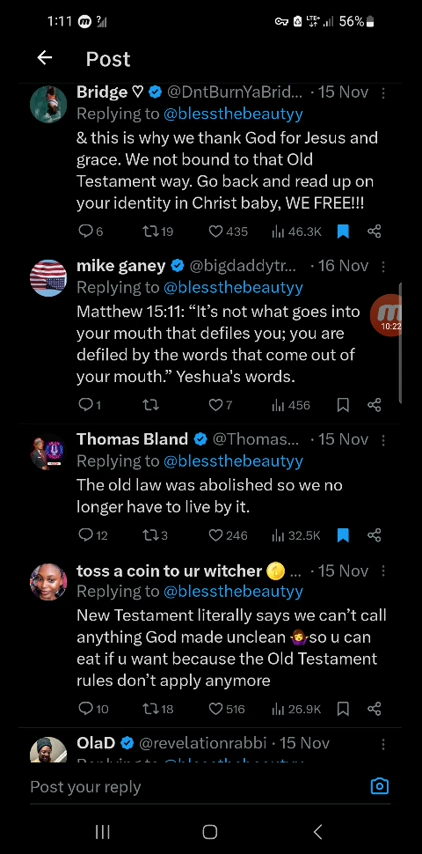 1:11
LTE+
56%
Post
Bridge ♡ @DntBurnYaBrid... · 15 Nov
Replying to @blessthebeautyy
& this is why we thank God for Jesus and
grace. We not bound to that Old
Testament way. Go back and read up on
your identity in Christ baby, WE FREE!!!
6 19 435 46.3K
mike ganey @bigdaddytr... · 16 Nov
Replying to @blessthebeautyy
Matthew 15:11: “It’s not what goes into
your mouth that defiles you; you are
defiled by the words that come out of
your mouth.” Yeshua's words.
10:22
1 7 456
Thomas Bland @Thomas... · 15 Nov
Replying to @blessthebeautyy
The old law was abolished so we no
longer have to live by it.
12 3 246 32.5K
toss a coin to ur witcher ... · 15 Nov
Replying to @blessthebeautyy
New Testament literally says we can’t call
anything God made unclean 🤷‍♀️so u can
eat if u want because the Old Testament
rules don’t apply anymore
10 18 516 26.9K
OlaD @revelationrabbi · 15 Nov
Replying to @blessthebeautyy
Post your reply